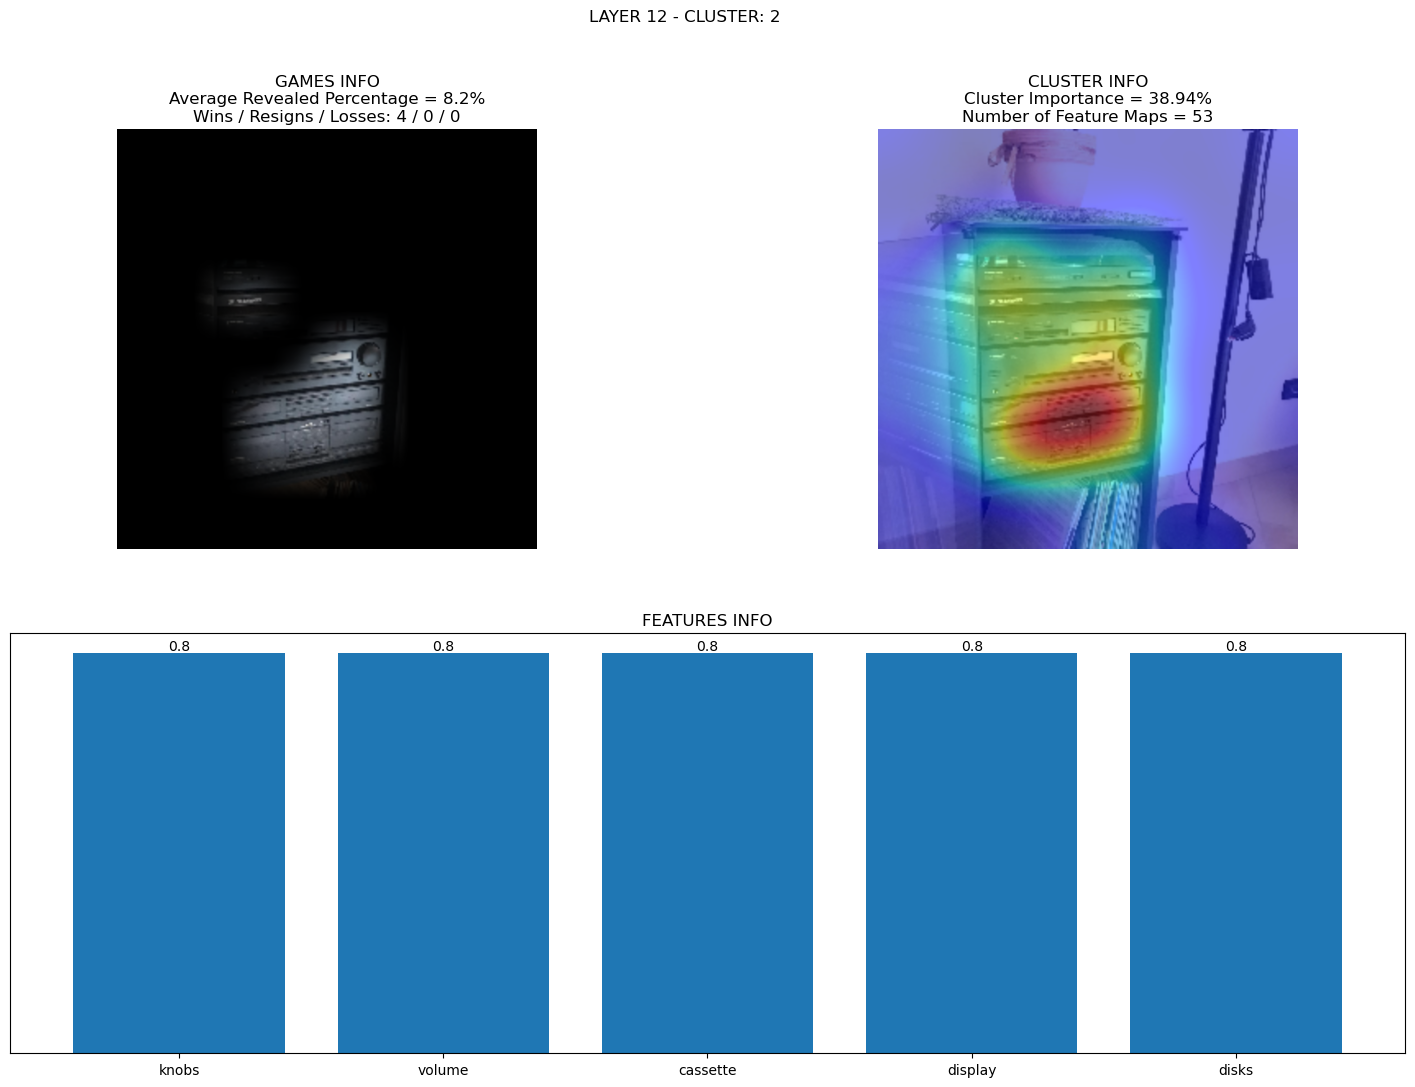 LAYER 12 - CLUSTER: 2
GAMES INFO
Average Revealed Percentage = 8.2%
Wins / Resigns / Losses: 4 / 0 / 0
CLUSTER INFO
Cluster Importance = 38.94%
Number of Feature Maps = 53
FEATURES INFO
0.8 0.8 0.8 0.8 0.8
knobs volume cassette display disks